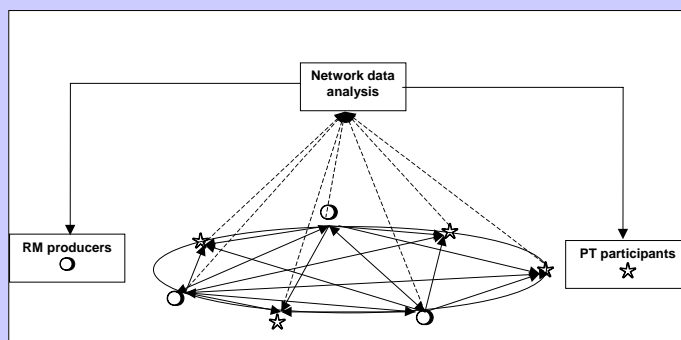 Network data
analysis
RM producers
PT participants